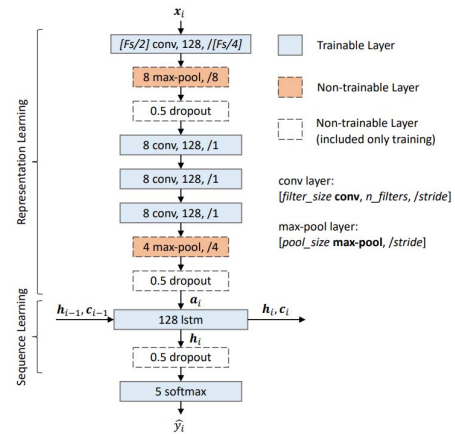 x_i
[Fs/2] conv, 128, /[Fs/4]
8 max-pool, /8
0.5 dropout
8 conv, 128, /1
8 conv, 128, /1
8 conv, 128, /1
4 max-pool, /4
0.5 dropout
a_i
h_{i-1}, c_{i-1}
128 lstm
h_i, c_i
h_i
0.5 dropout
5 softmax
ŷ_i
Representation Learning
Sequence Learning
Trainable Layer
Non-trainable Layer
Non-trainable Layer
(included only training)
conv layer:
[filter_size conv, n_filters, /stride]
max-pool layer:
[pool_size max-pool, /stride]